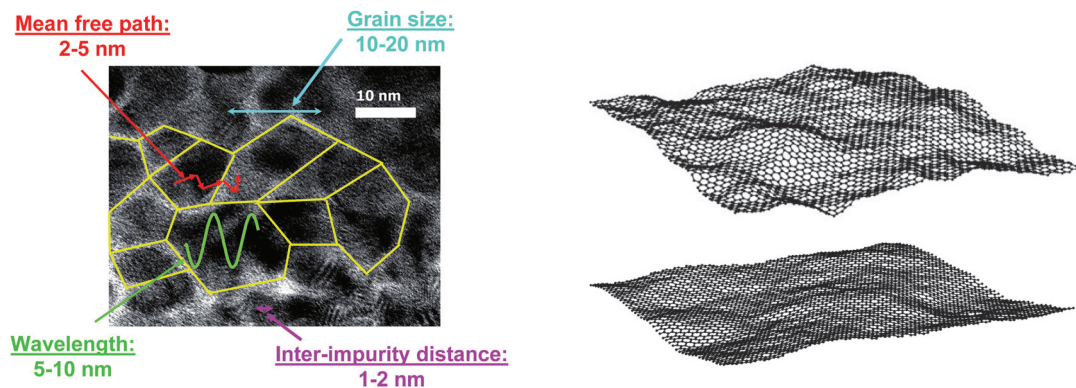 Mean free path:
2-5 nm
Grain size:
10-20 nm
10 nm
Wavelength:
5-10 nm
Inter-impurity distance:
1-2 nm